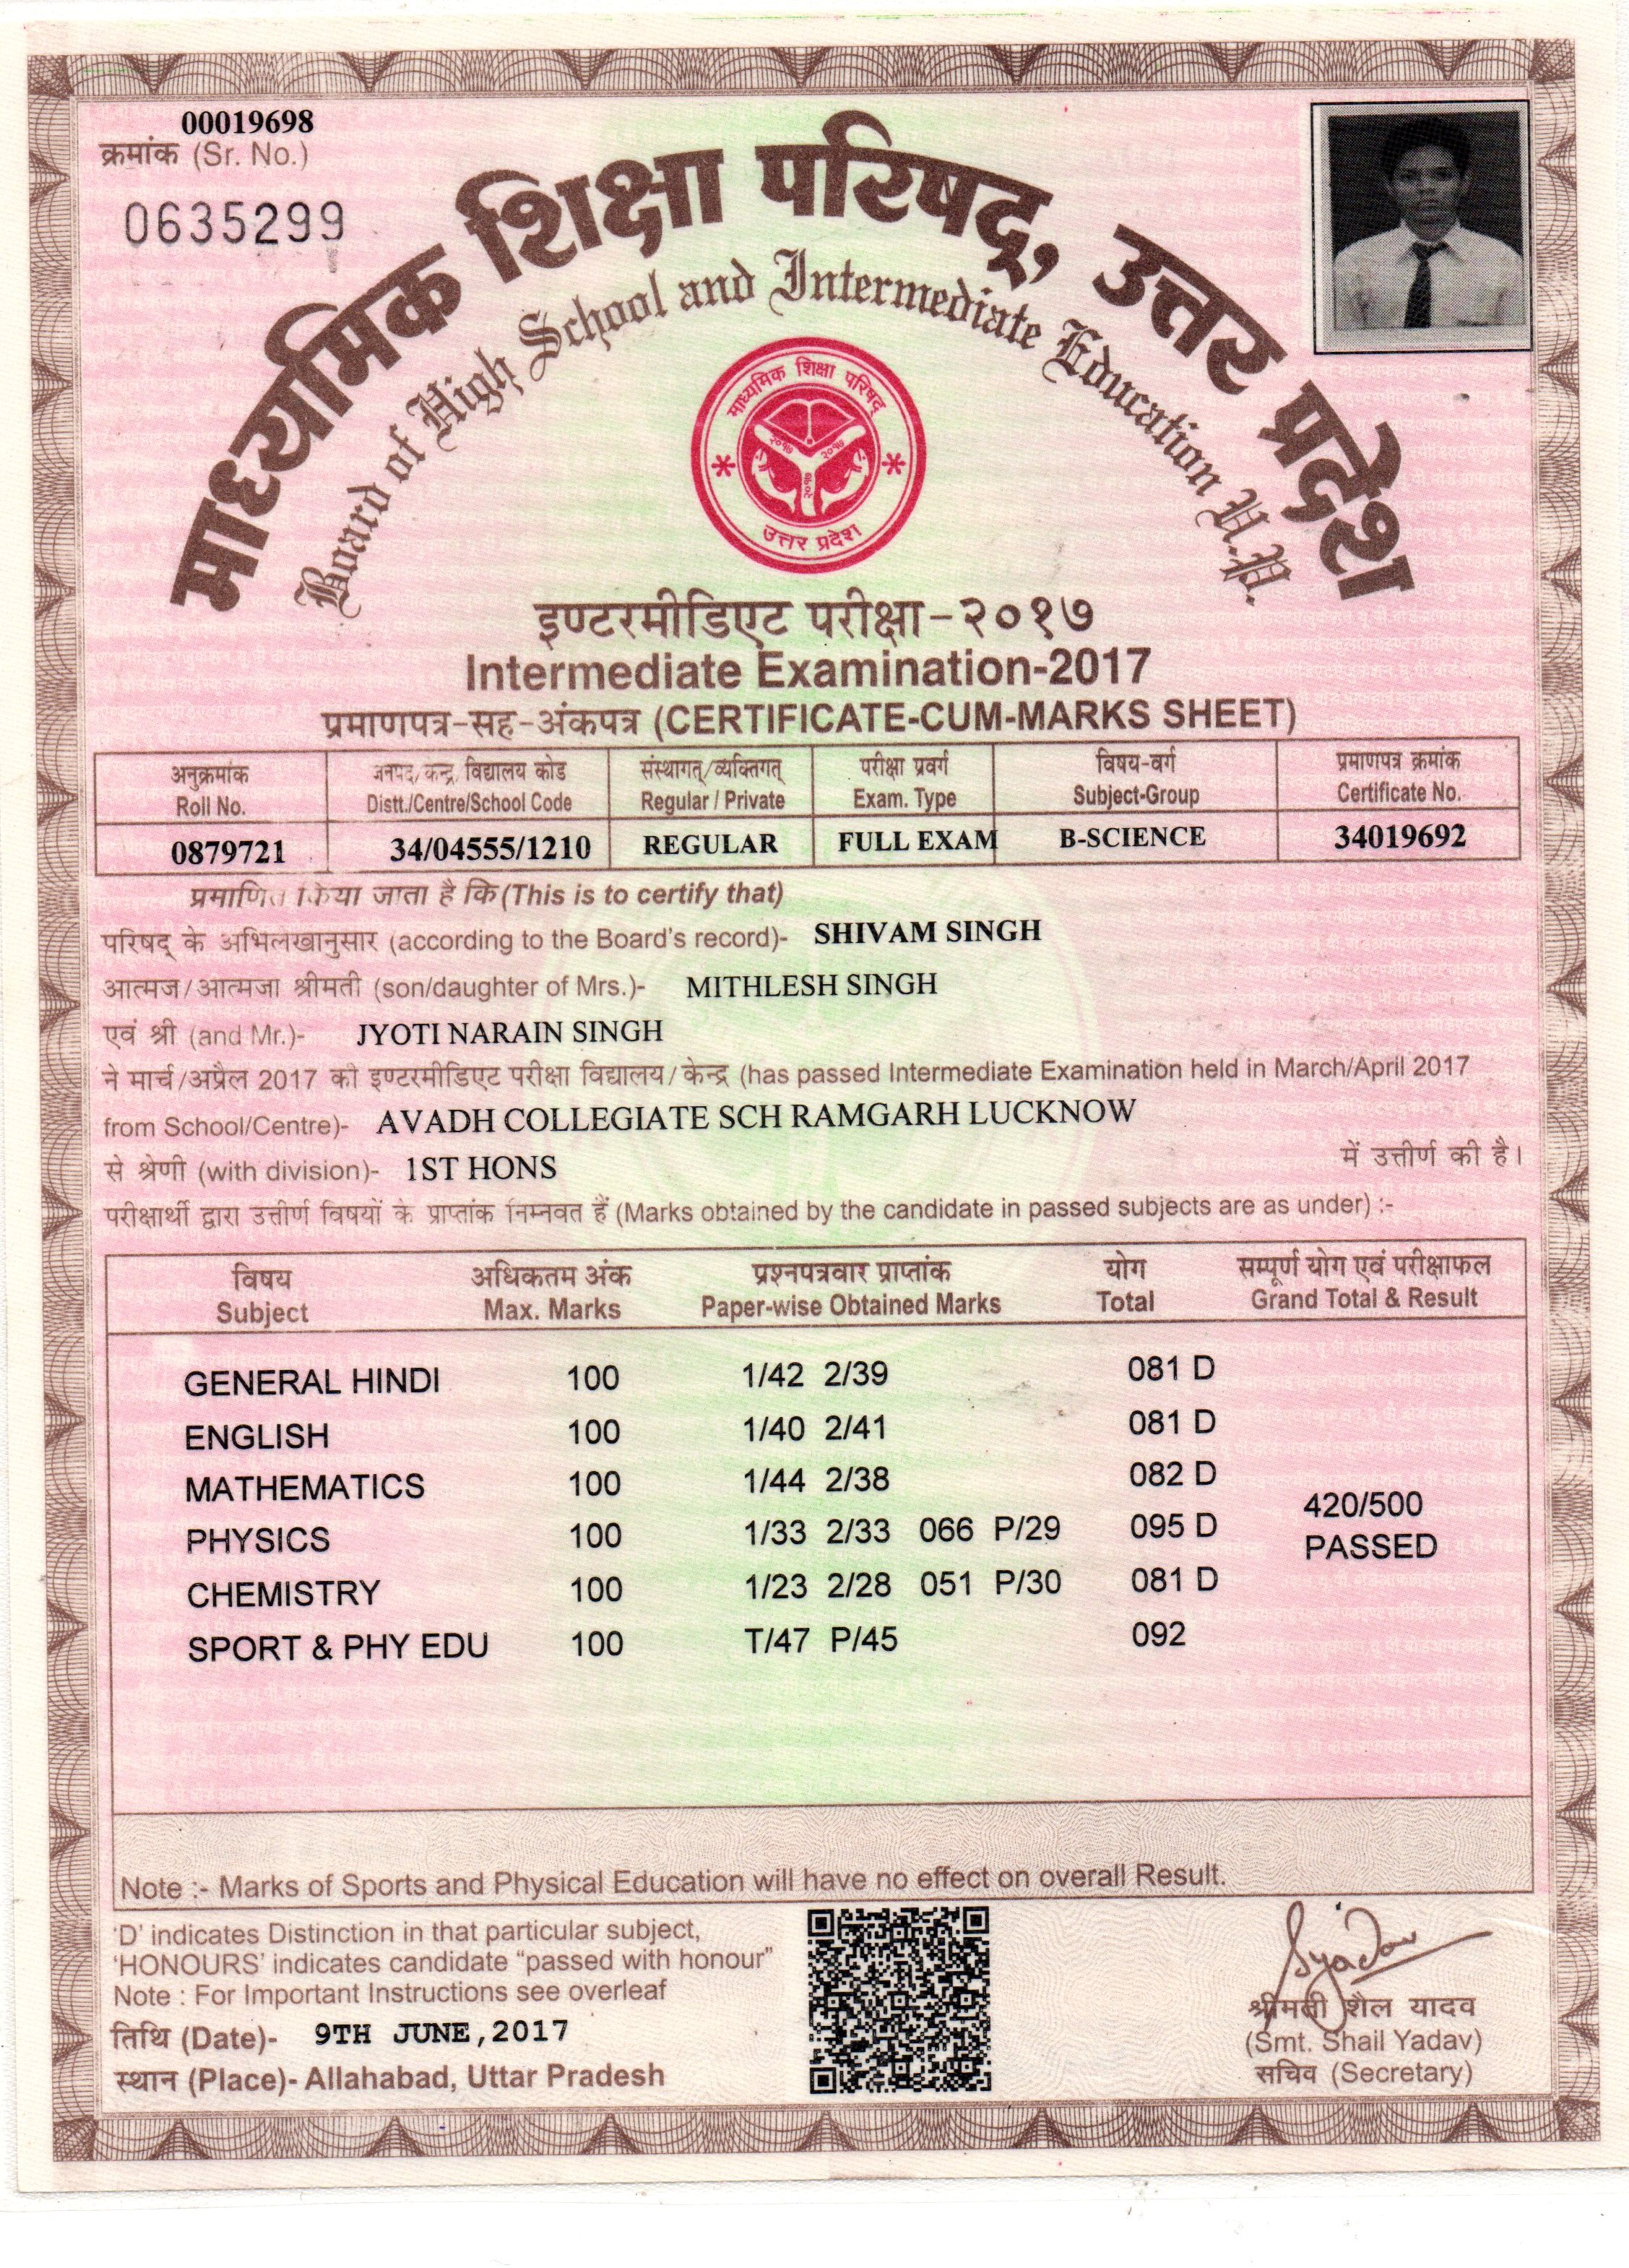 00019698
क्रमांक (Sr. No.)
0635299
माध्यमिक शिक्षा परिषद्, उत्तर प्रदेश
Board of High School and Intermediate Education U.P.
माध्यमिक शिक्षा परिषद्
२०१७ २०१७
२०१७
उत्तर प्रदेश
इण्टरमीडिएट परीक्षा-२०१७
Intermediate Examination-2017
प्रमाणपत्र-सह-अंकपत्र (CERTIFICATE-CUM-MARKS SHEET)
अनुक्रमांक जनपद/केन्द्र/विद्यालय कोड संस्थागत्/व्यक्तिगत् परीक्षा प्रवर्ग विषय-वर्ग प्रमाणपत्र क्रमांक
Roll No. Distt./Centre/School Code Regular / Private Exam. Type Subject-Group Certificate No.
0879721 34/04555/1210 REGULAR FULL EXAM B-SCIENCE 34019692
प्रमाणित किया जाता है कि (This is to certify that)
परिषद् के अभिलेखानुसार (according to the Board's record)- SHIVAM SINGH
आत्मज/आत्मजा श्रीमती (son/daughter of Mrs.)- MITHLESH SINGH
एवं श्री (and Mr.)- JYOTI NARAIN SINGH
ने मार्च/अप्रैल 2017 की इण्टरमीडिएट परीक्षा विद्यालय/केन्द्र (has passed Intermediate Examination held in March/April 2017
from School/Centre)- AVADH COLLEGIATE SCH RAMGARH LUCKNOW
से श्रेणी (with division)- 1ST HONS में उत्तीर्ण की है।
परीक्षार्थी द्वारा उत्तीर्ण विषयों के प्राप्तांक निम्नवत हैं (Marks obtained by the candidate in passed subjects are as under) :-
विषय अधिकतम अंक प्रश्नपत्रवार प्राप्तांक योग सम्पूर्ण योग एवं परीक्षाफल
Subject Max. Marks Paper-wise Obtained Marks Total Grand Total & Result
GENERAL HINDI 100 1/42 2/39 081 D
ENGLISH 100 1/40 2/41 081 D
MATHEMATICS 100 1/44 2/38 082 D
420/500
PHYSICS 100 1/33 2/33 066 P/29 095 D
PASSED
CHEMISTRY 100 1/23 2/28 051 P/30 081 D
SPORT & PHY EDU 100 T/47 P/45 092
Note :- Marks of Sports and Physical Education will have no effect on overall Result.
'D' indicates Distinction in that particular subject,
'HONOURS' indicates candidate "passed with honour"
Note : For Important Instructions see overleaf
तिथि (Date)- 9TH JUNE,2017
स्थान (Place)- Allahabad, Uttar Pradesh
Syadav
श्रीमती शैल यादव
(Smt. Shail Yadav)
सचिव (Secretary)